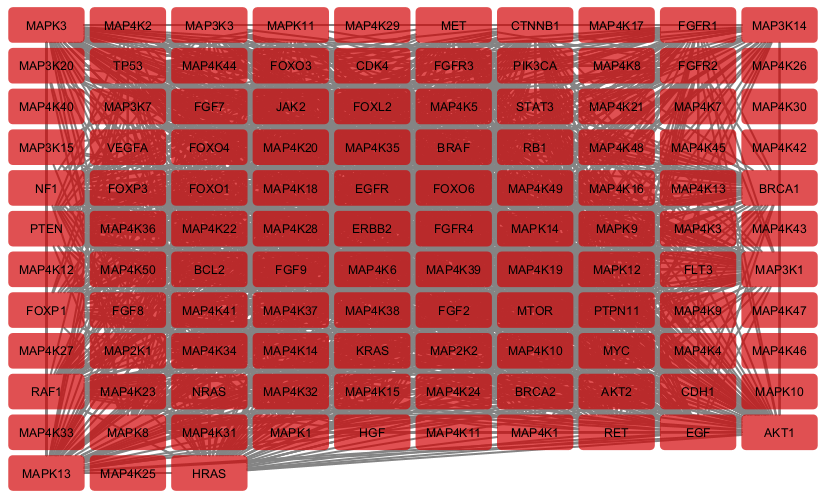 MAPK3 MAP4K2 MAP3K3 MAPK11 MAP4K29 MET CTNNB1 MAP4K17 FGFR1 MAP3K14
MAP3K20 TP53 MAP4K44 FOXO3 CDK4 FGFR3 PIK3CA MAP4K8 FGFR2 MAP4K26
MAP4K40 MAP3K7 FGF7 JAK2 FOXL2 MAP4K5 STAT3 MAP4K21 MAP4K7 MAP4K30
MAP3K15 VEGFA FOXO4 MAP4K20 MAP4K35 BRAF RB1 MAP4K48 MAP4K45 MAP4K42
NF1 FOXP3 FOXO1 MAP4K18 EGFR FOXO6 MAP4K49 MAP4K16 MAP4K13 BRCA1
PTEN MAP4K36 MAP4K22 MAP4K28 ERBB2 FGFR4 MAPK14 MAPK9 MAP4K3 MAP4K43
MAP4K12 MAP4K50 BCL2 FGF9 MAP4K6 MAP4K39 MAP4K19 MAPK12 FLT3 MAP3K1
FOXP1 FGF8 MAP4K41 MAP4K37 MAP4K38 FGF2 MTOR PTPN11 MAP4K9 MAP4K47
MAP4K27 MAP2K1 MAP4K34 MAP4K14 KRAS MAP2K2 MAP4K10 MYC MAP4K4 MAP4K46
RAF1 MAP4K23 NRAS MAP4K32 MAP4K15 MAP4K24 BRCA2 AKT2 CDH1 MAPK10
MAP4K33 MAPK8 MAP4K31 MAPK1 HGF MAP4K11 MAP4K1 RET EGF AKT1
MAPK13 MAP4K25 HRAS